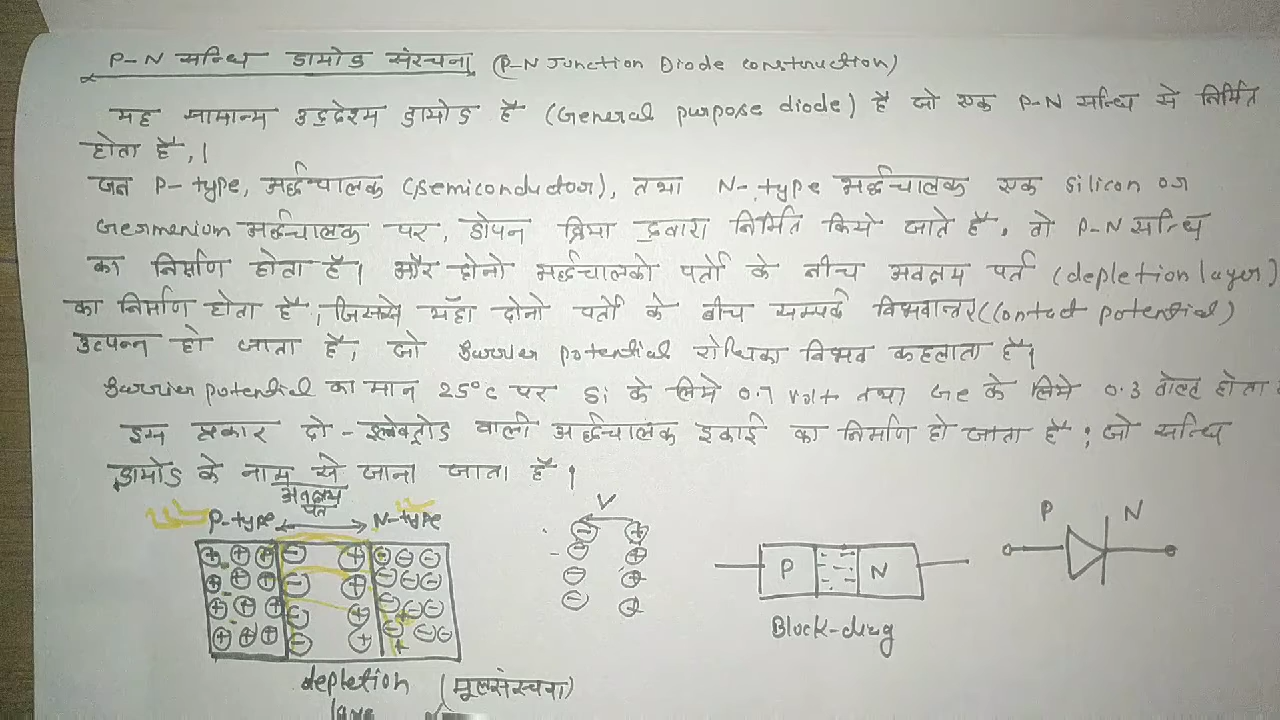 P-N सन्धि डायोड संरचना (P-N Junction Diode construction)
यह सामान्य उद्देश्य डायोड है (General purpose diode) है जो एक P-N सन्धि से निर्मित
होता है, ।
जब P-type, अर्द्धचालक (semiconductor), तथा N-type अर्द्धचालक एक Silicon or
Germenium अर्द्धचालक पर, डोपन क्रिया द्वारा निर्मित किये जाते है, तो P-N सन्धि
का निर्माण होता है। और दोनो अर्द्धचालको पर्तो के बीच अवक्षय पर्त (depletion layer)
का निर्माण होता है, जिससे यहाँ दोनो पर्तो के बीच सम्पर्क विभवान्तर (Contact potential)
उत्पन्न हो जाता है, जो Barrier potential रोधिका विभव कहलाता है।
Barrier potential का मान 25°c पर Si के लिये 0.7 volt तथा Ge के लिये 0.3 वोल्ट होता
इस प्रकार दो-इलेक्ट्रोड वाली अर्द्धचालक इकाई का निर्माण हो जाता है, जो सन्धि
डायोड के नाम से जाना जाता है।
अवक्षय
पर्त
P-type N-type
V
P N
P N
Block-diag
depletion (मूलसंरचना)